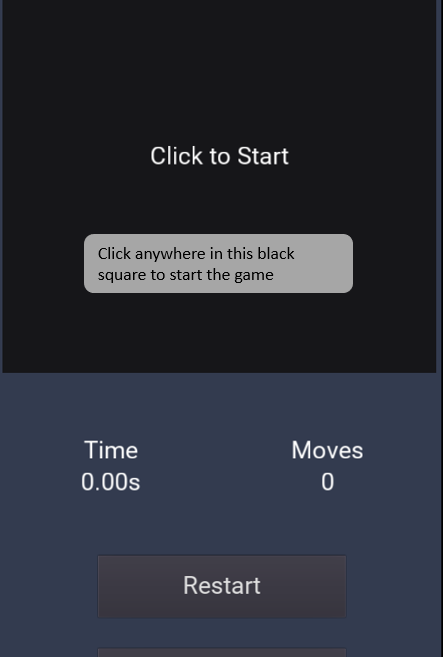 Click to Start
Click anywhere in this black
square to start the game
Time
Moves
0.00s
0
Restart